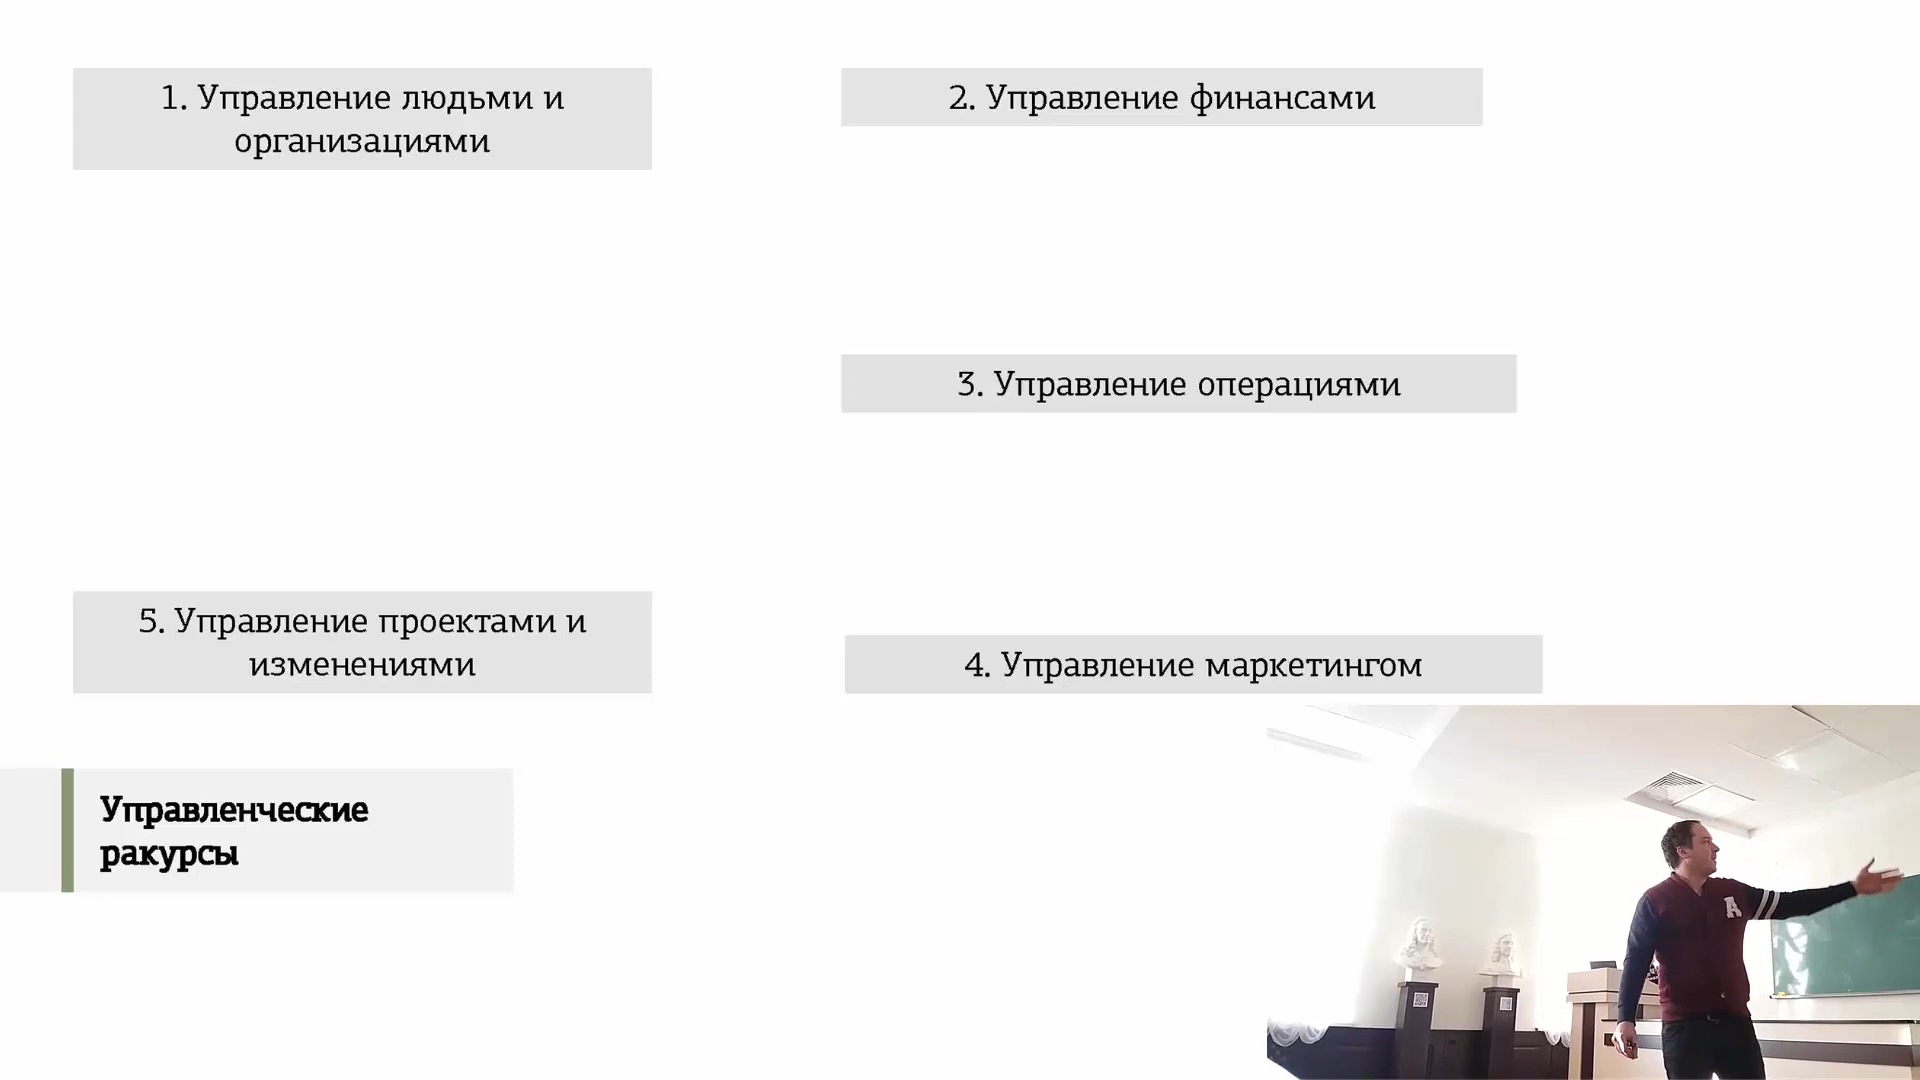 1. Управление людьми и
организациями
2. Управление финансами
3. Управление операциями
5. Управление проектами и
изменениями
4. Управление маркетингом
Управленческие
ракурсы
A